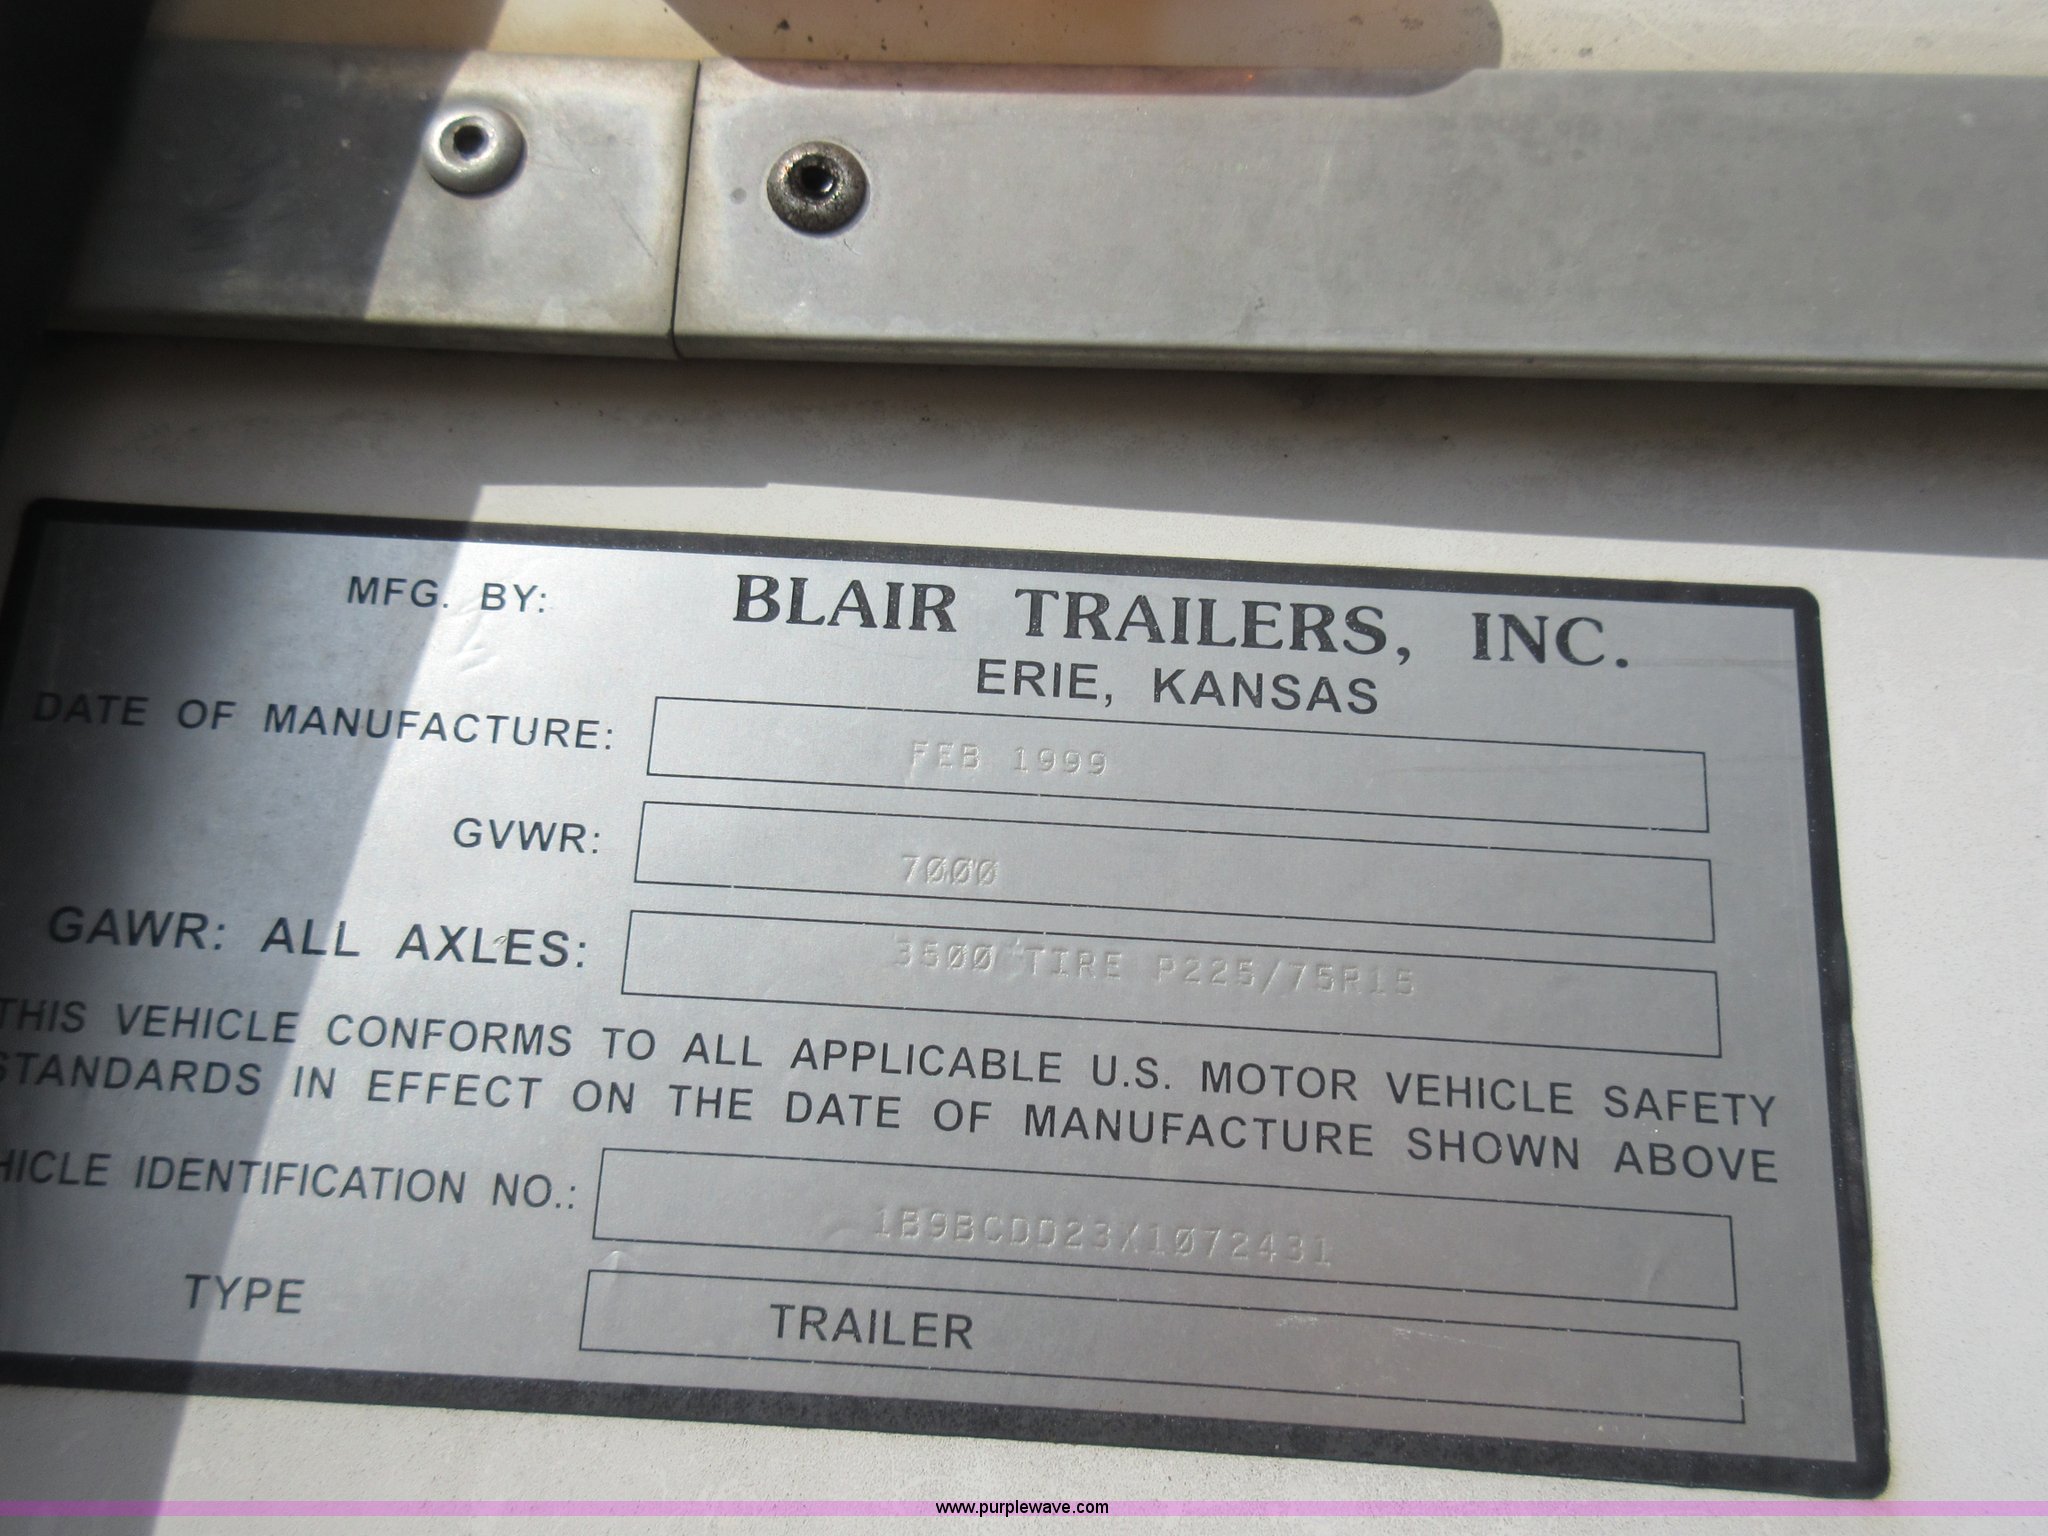 MFG. BY: BLAIR TRAILERS, INC.
ERIE, KANSAS
DATE OF MANUFACTURE: FEB 1999
GVWR: 7000
GAWR: ALL AXLES: 3500 TIRE P225/75R15
THIS VEHICLE CONFORMS TO ALL APPLICABLE U.S. MOTOR VEHICLE SAFETY
STANDARDS IN EFFECT ON THE DATE OF MANUFACTURE SHOWN ABOVE
HICLE IDENTIFICATION NO.:
TYPE TRAILER
www.purplewave.com